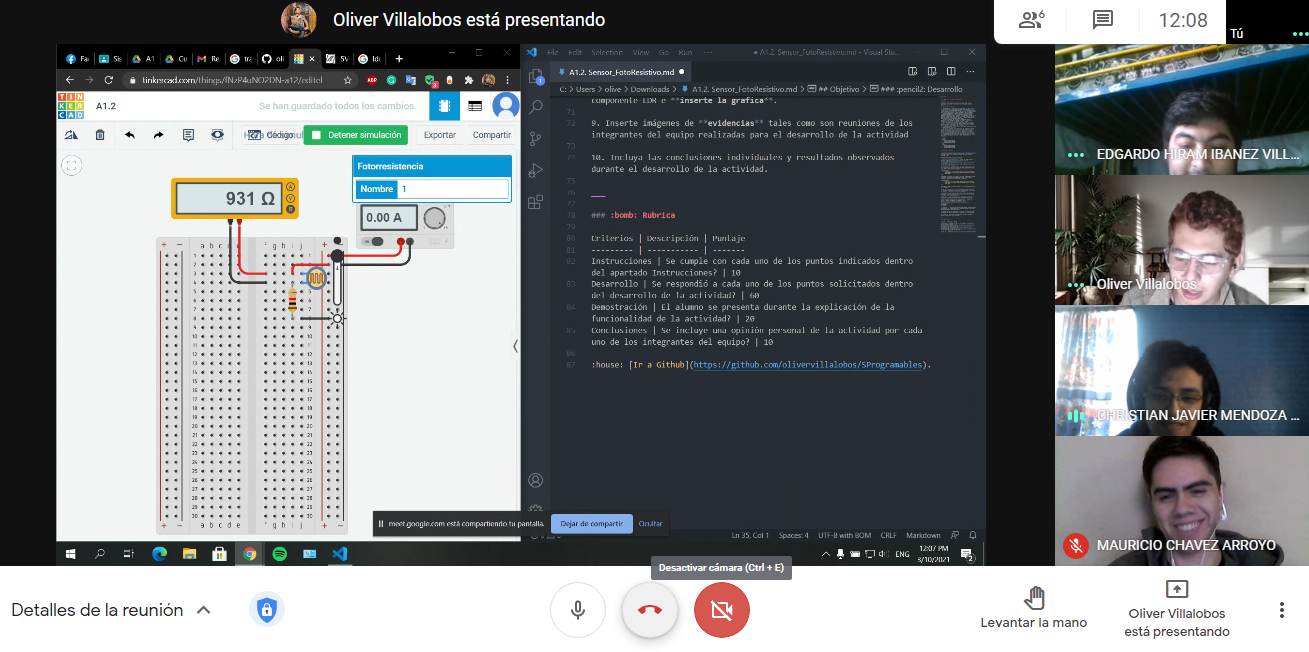 Oliver Villalobos está presentando
6
12:08
Tú
tinkercad.com/things/fNzP4uNO2DN-a12/editel
ABP
TIN
KER
CAD
A1.2
Se han guardado todos los cambios.
Código
Detener simulación
Exportar
Compartir
Fotorresistencia
Nombre
1
931 Ω
A
V
R
0.00 A
a b c d e
f g h i j
a b c d e
f g h i j
meet.google.com está compartiendo tu pantalla.
Dejar de compartir
Ocultar
File Edit Selection View Go Run ···
● A1.2. Sensor_FotoResistivo.md - Visual Stu...
A1.2. Sensor_FotoResistivo.md ●
C: > Users > olive > Downloads > A1.2. Sensor_FotoResistivo.md > ## Objetivo > ### :pencil2: Desarrollo
componente LDR e **inserte la grafica**.
71
72 9. Inserte imágenes de **evidencias** tales como son reuniones de los
integrantes del equipo realizadas para el desarrollo de la actividad
73
74 10. Incluya las conclusiones individuales y resultados observados
durante el desarrollo de la actividad.
75
76
77 ___
78 ### :bomb: Rubrica
79
80 Criterios | Descripción | Puntaje
81 --------- | ----------- | -------
82 Instrucciones | Se cumple con cada uno de los puntos indicados dentro
del apartado Instrucciones? | 10
83 Desarrollo | Se respondió a cada uno de los puntos solicitados dentro
del desarrollo de la actividad? | 60
84 Demostración | El alumno se presenta durante la explicación de la
funcionalidad de la actividad? | 20
85 Conclusiones | Se incluye una opinión personal de la actividad por cada
uno de los integrantes del equipo? | 10
86
87 :house: [Ir a Github](https://github.com/olivervillalobos/SProgramables).
Ln 35, Col 1 Spaces: 4 UTF-8 with BOM CRLF Markdown
ENG
12:07 PM
3/10/2021
2
EDGARDO HIRAM IBANEZ VILL...
Oliver Villalobos
CHRISTIAN JAVIER MENDOZA ...
MAURICIO CHAVEZ ARROYO
Desactivar cámara (Ctrl + E)
Detalles de la reunión
Levantar la mano
Oliver Villalobos
está presentando